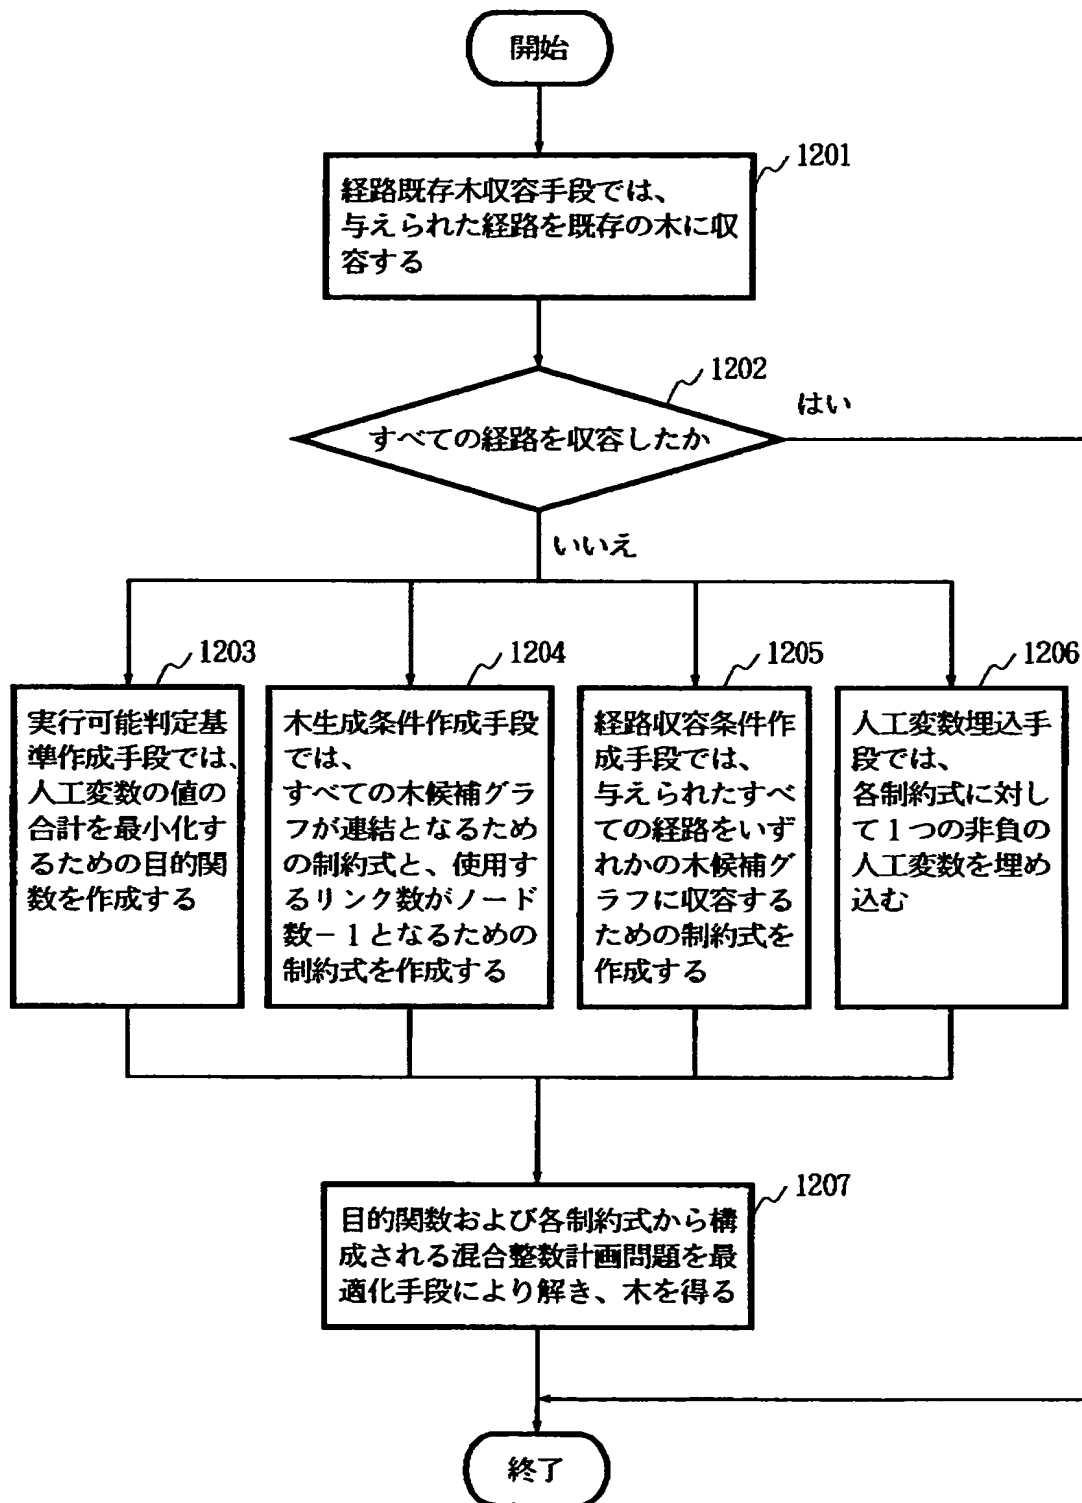 開始
1201
経路既存木収容手段では、
与えられた経路を既存の木に収
容する
1202
はい
すべての経路を収容したか
いいえ
1203
実行可能判定基
準作成手段では、
人工変数の値の
合計を最小化す
るための目的関
数を作成する
1204
木生成条件作成手段
では、
すべての木候補グラ
フが連結となるため
の制約式と、使用す
るリンク数がノード
数－１となるための
制約式を作成する
1205
経路収容条件作
成手段では、
与えられたすべ
ての経路をいず
れかの木候補グ
ラフに収容する
ための制約式を
作成する
1206
人工変数埋込手
段では、
各制約式に対し
て１つの非負の
人工変数を埋め
込む
1207
目的関数および各制約式から構
成される混合整数計画問題を最
適化手段により解き、木を得る
終了